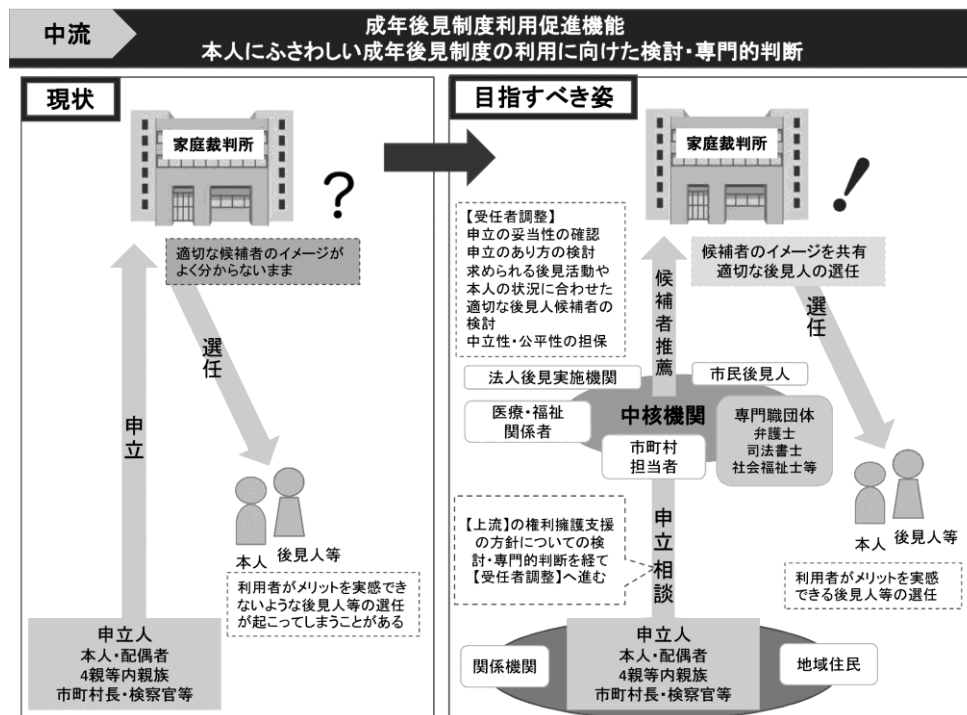 中流
成年後見制度利用促進機能
本人にふさわしい成年後見制度の利用に向けた検討・専門的判断
現状
家庭裁判所
?
適切な候補者のイメージが
よく分からないまま
選任
申立
本人
後見人等
利用者がメリットを実感でき
ないような後見人等の選任
が起こってしまうことがある
申立人
本人・配偶者
4親等内親族
市町村長・検察官等
目指すべき姿
家庭裁判所
!
【受任者調整】
申立の妥当性の確認
申立のあり方の検討
求められる後見活動や
本人の状況に合わせた
適切な後見人候補者の
検討
中立性・公平性の担保
候補者のイメージを共有
適切な後見人の選任
候補者推薦
選任
法人後見実施機関
市民後見人
医療・福祉
関係者
中核機関
専門職団体
弁護士
司法書士
社会福祉士等
市町村
担当者
本人
後見人等
【上流】の権利擁護支援
の方針についての検
討・専門的判断を経て
【受任者調整】へ進む
申立相談
利用者がメリットを実感
できる後見人等の選任
関係機関
申立人
本人・配偶者
4親等内親族
市町村長・検察官等
地域住民